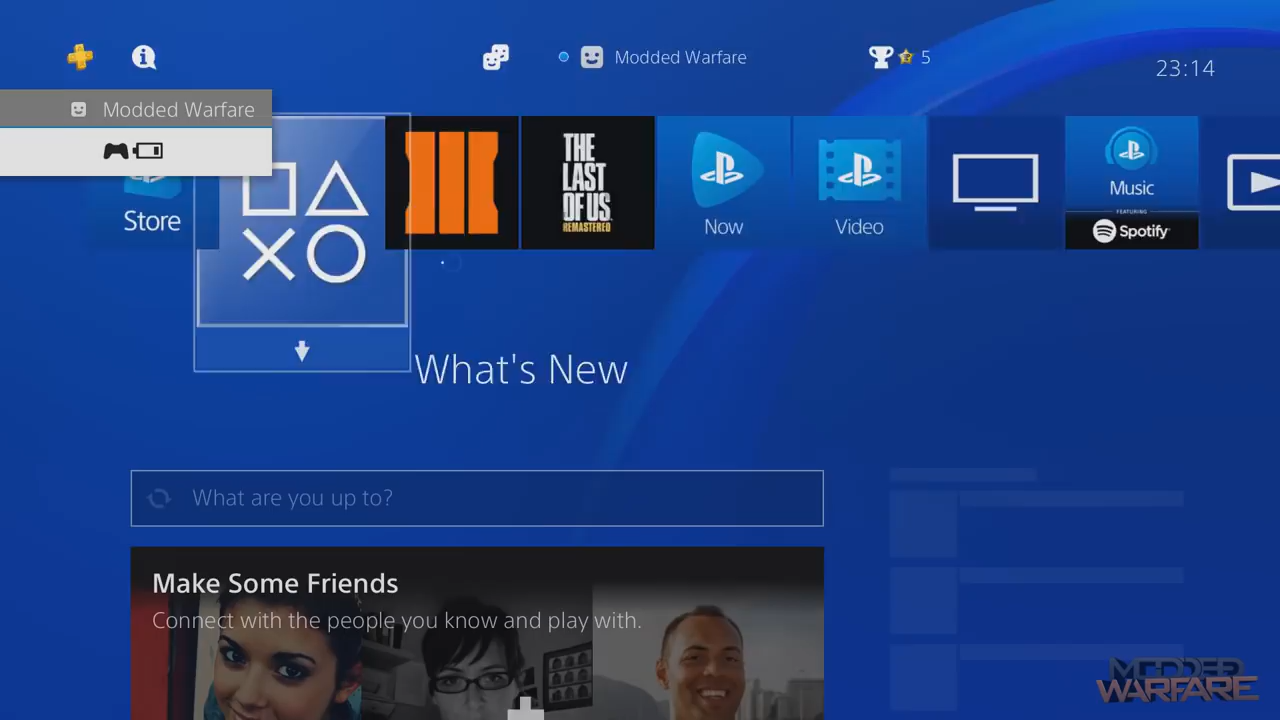 Modded Warfare
5
23:14
Modded Warfare
Store
THE
LAST
OF US
REMASTERED
Now
Video
Music
FEATURING
Spotify
What's New
What are you up to?
Make Some Friends
Connect with the people you know and play with.
MODDED
WARFARE